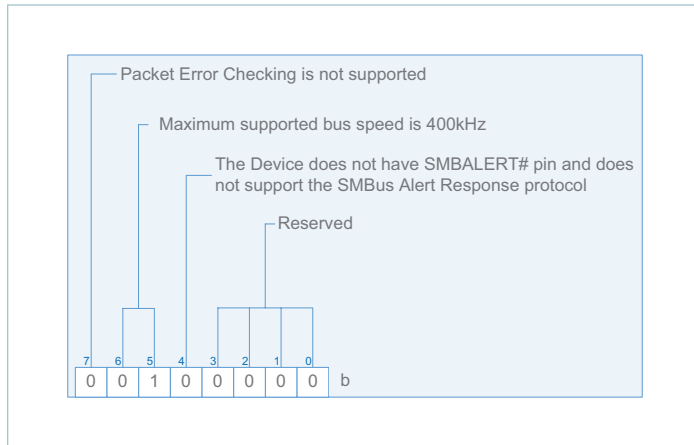 Packet Error Checking is not supported
Maximum supported bus speed is 400kHz
The Device does not have SMBALERT# pin and does
not support the SMBus Alert Response protocol
Reserved
7 6 5 4 3 2 1 0
0 0 1 0 0 0 0 0 b